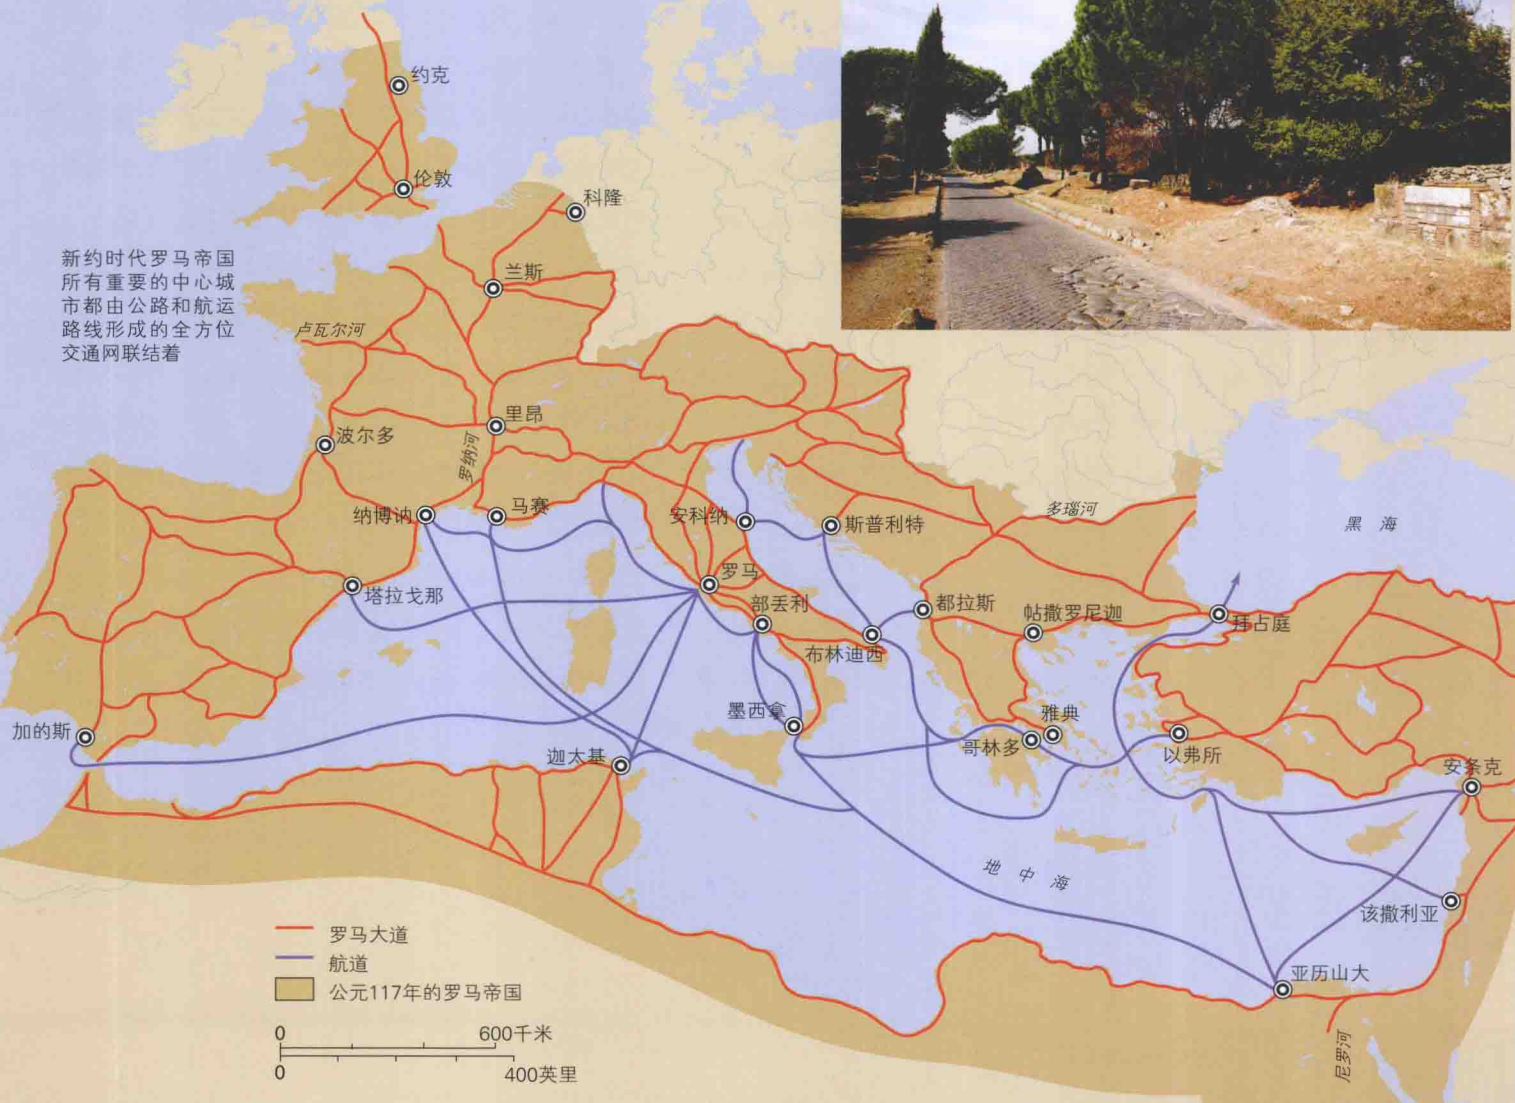 约克
伦敦
科隆
新约时代罗马帝国
所有重要的中心城
市都由公路和航运
路线形成的全方位
交通网联结着
兰斯
卢瓦尔河
里昂
波尔多
罗纳河
纳博讷
马赛
安科纳
斯普利特
多瑙河
黑海
罗马
塔拉戈那
部丢利
都拉斯
帖撒罗尼迦
拜占庭
布林迪西
加的斯
墨西拿
雅典
哥林多
迦太基
以弗所
安条克
地中海
该撒利亚
罗马大道
航道
公元117年的罗马帝国
亚历山大
0 600千米
0 400英里
尼罗河